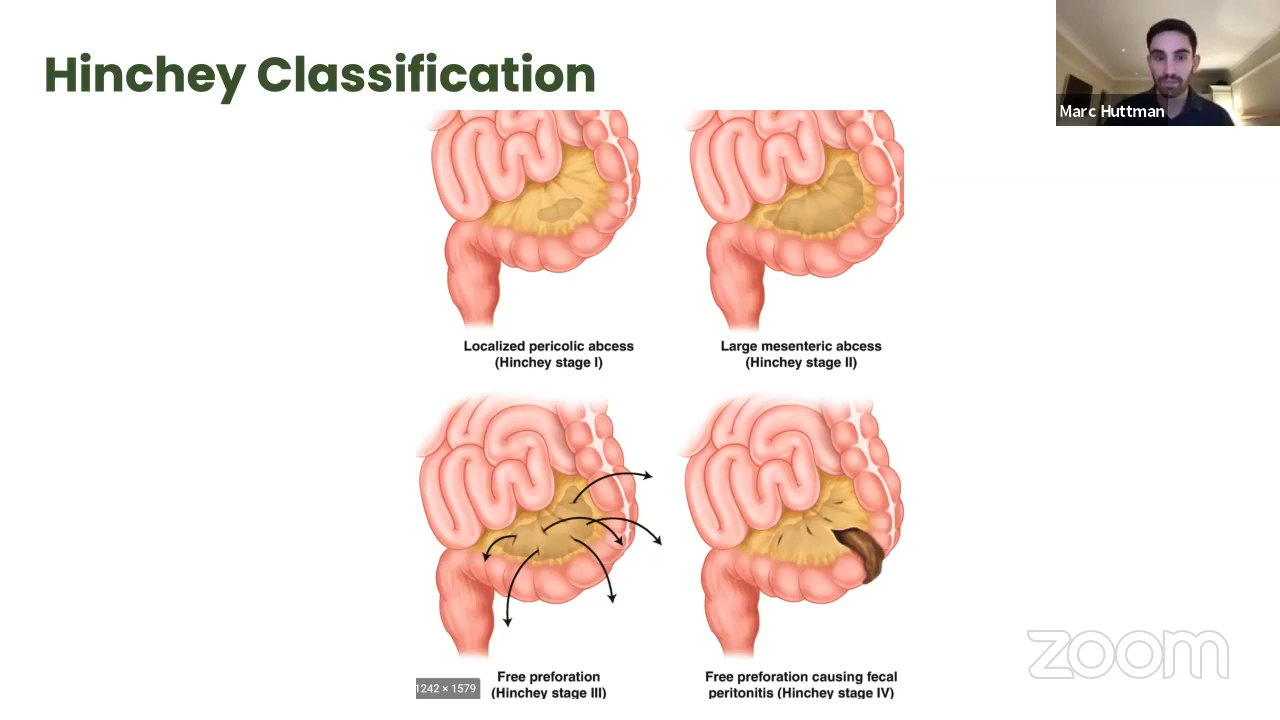 Hinchey Classification
Marc Huttman
Localized pericolic abcess
(Hinchey stage I)
Large mesenteric abcess
(Hinchey stage II)
Free preforation
(Hinchey stage III)
Free preforation causing fecal
peritonitis (Hinchey stage IV)
1242 × 1579
zoom